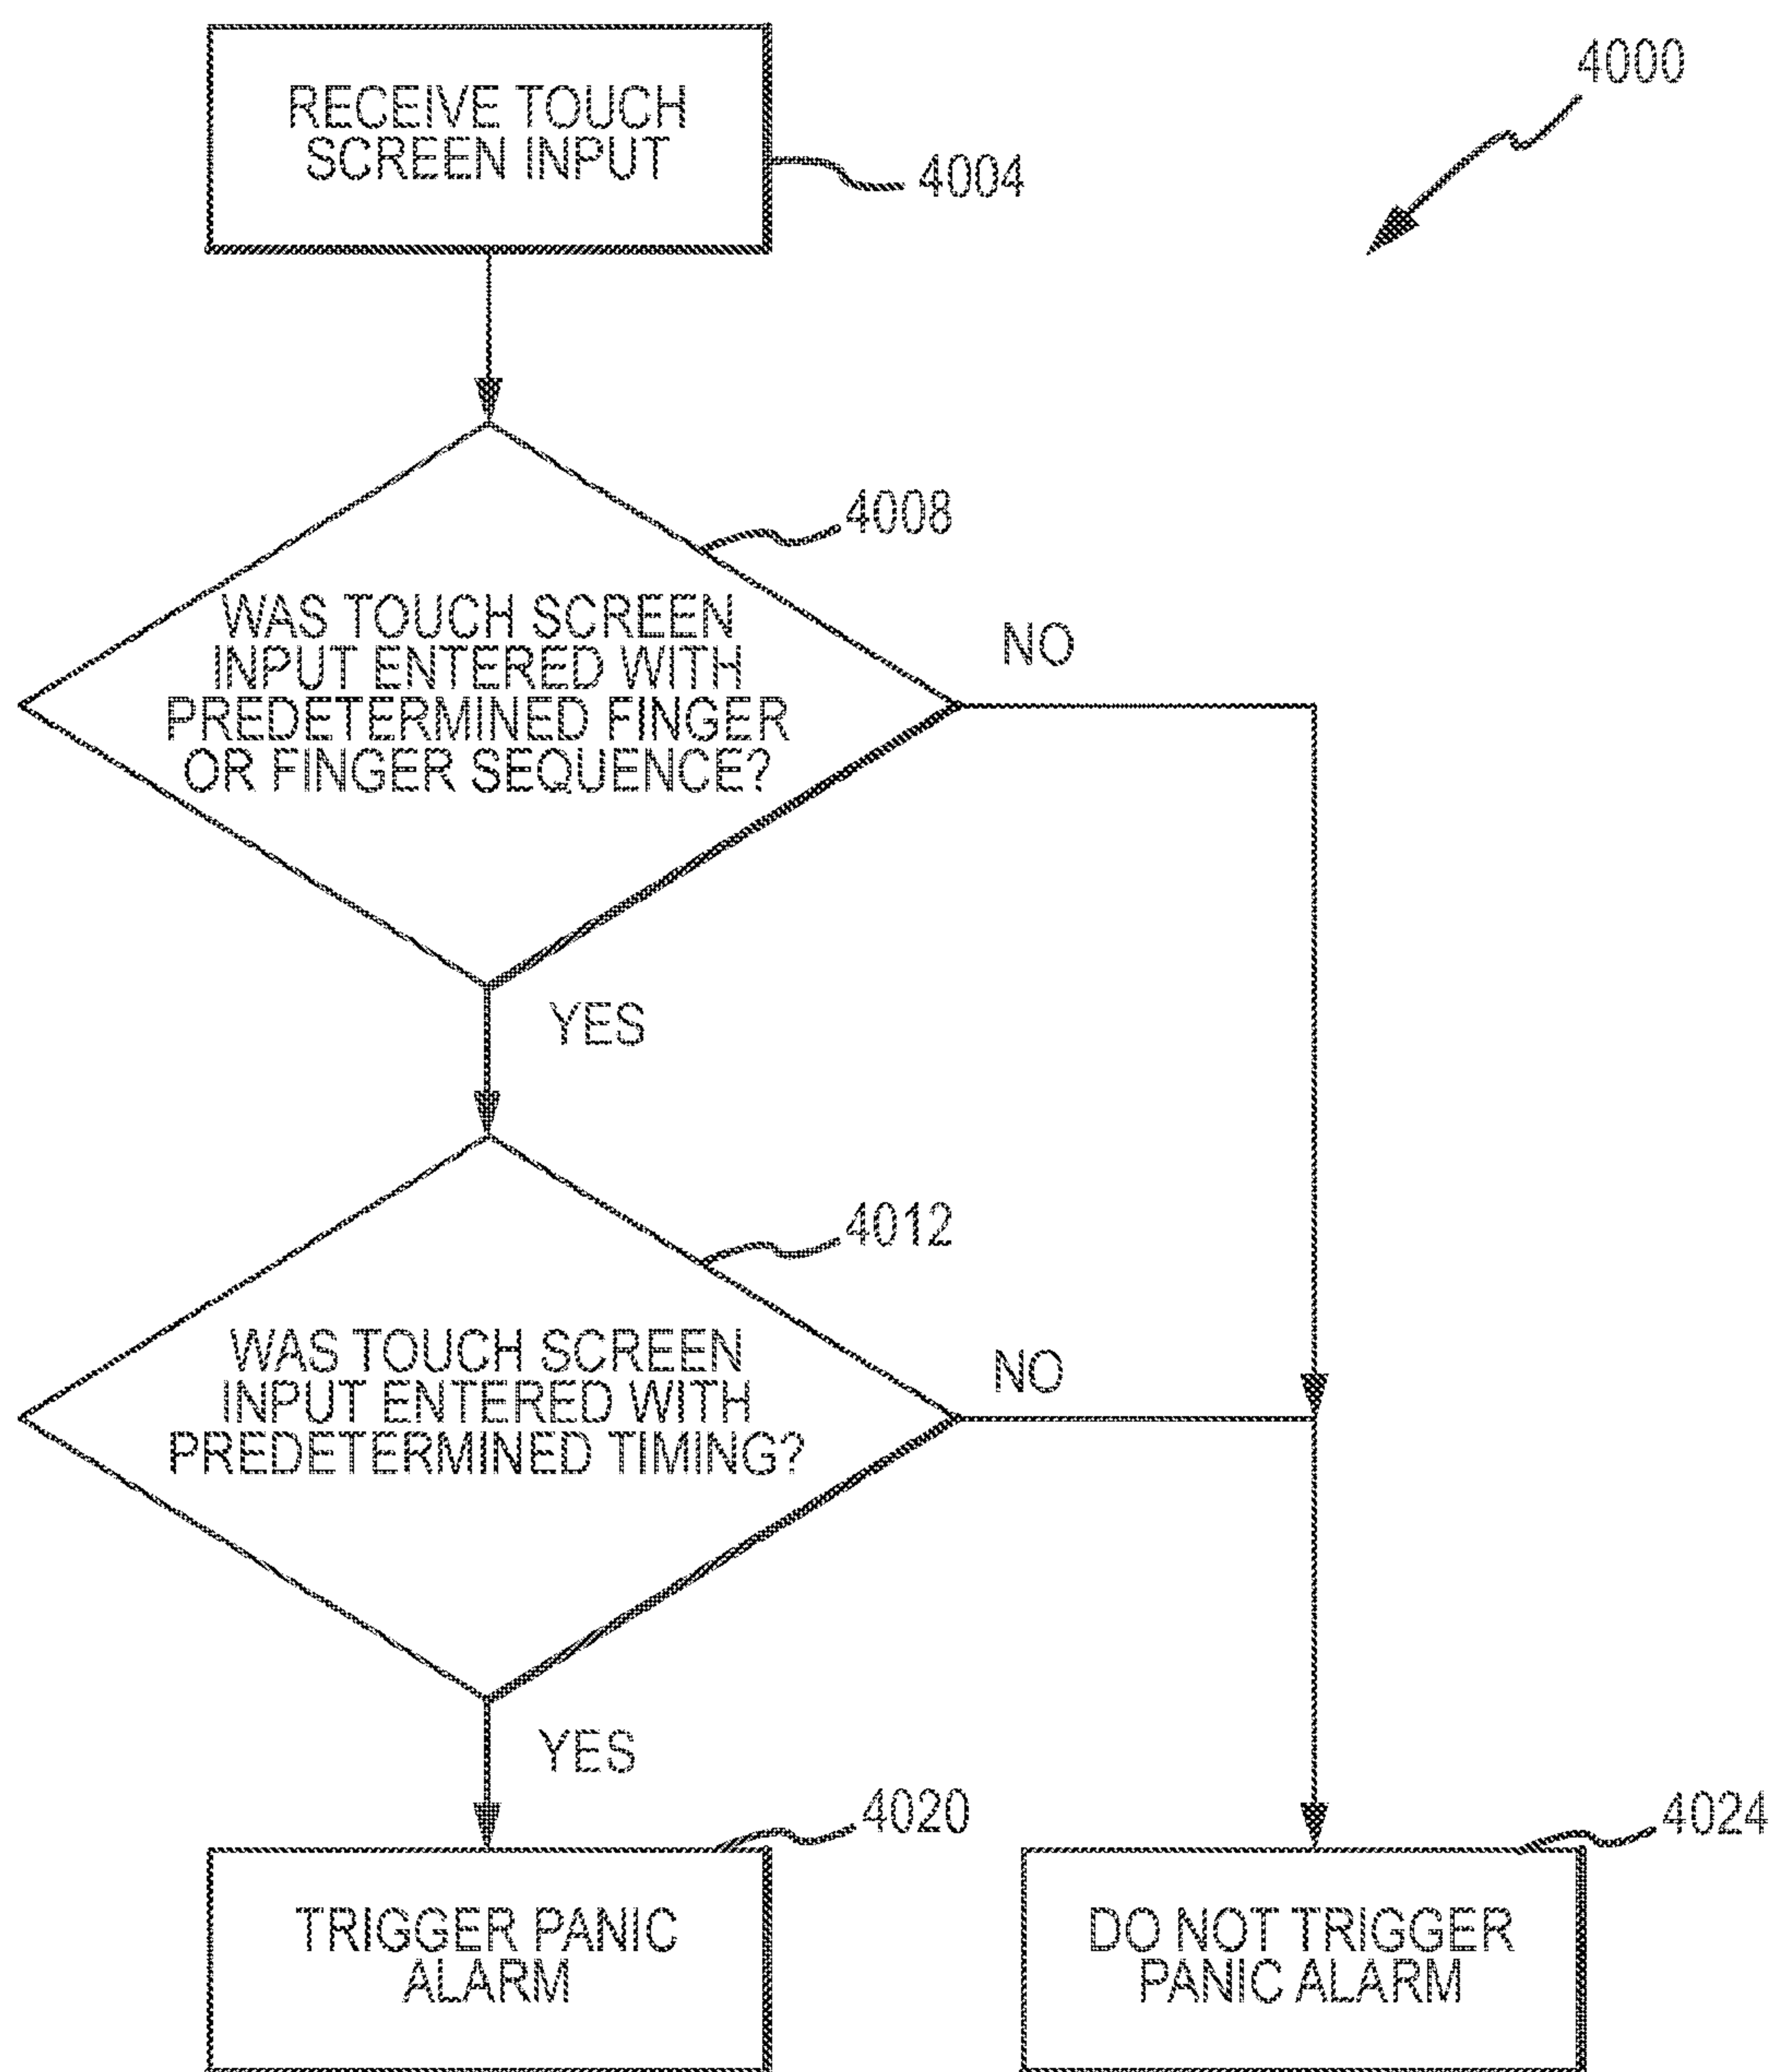 4000
RECEIVE TOUCH
SCREEN INPUT
4004
4008
WAS TOUCH SCREEN
INPUT ENTERED WITH
PREDETERMINED FINGER
OR FINGER SEQUENCE?
NO
YES
4012
WAS TOUCH SCREEN
INPUT ENTERED WITH
PREDETERMINED TIMING?
NO
YES
4020
4024
TRIGGER PANIC
ALARM
DO NOT TRIGGER
PANIC ALARM